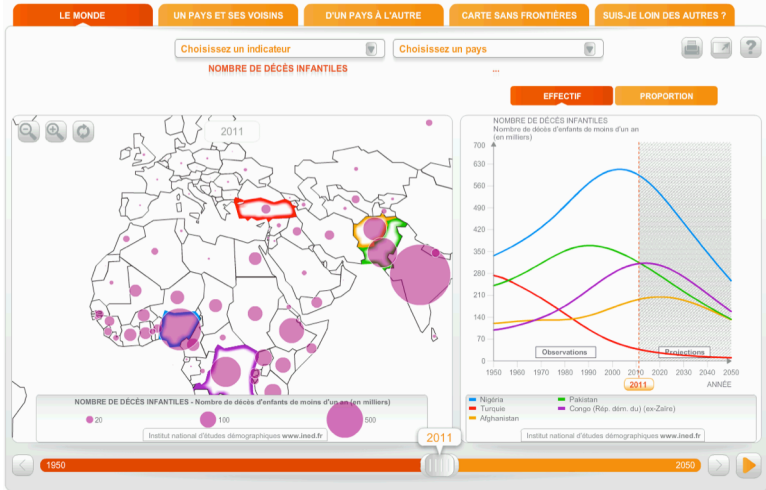 LE MONDE
UN PAYS ET SES VOISINS
D'UN PAYS À L'AUTRE
CARTE SANS FRONTIÈRES
SUIS-JE LOIN DES AUTRES ?
Choisissez un indicateur
Choisissez un pays
?
NOMBRE DE DÉCÈS INFANTILES
...
EFFECTIF
PROPORTION
2011
NOMBRE DE DÉCÈS INFANTILES
Nombre de décès d'enfants de moins d'un an
(en milliers)
700
630
560
490
420
350
280
210
140
70
0
Observations
Projections
1950 1960 1970 1980 1990 2000 2010 2020 2030 2040 2050
2011
ANNÉE
NOMBRE DE DÉCÈS INFANTILES - Nombre de décès d'enfants de moins d'un an (en milliers)
20
100
500
Institut national d'études démographiques www.ined.fr
Nigéria
Pakistan
Turquie
Congo (Rép. dém. du) (ex-Zaïre)
Afghanistan
Institut national d'études démographiques www.ined.fr
2011
1950
2050